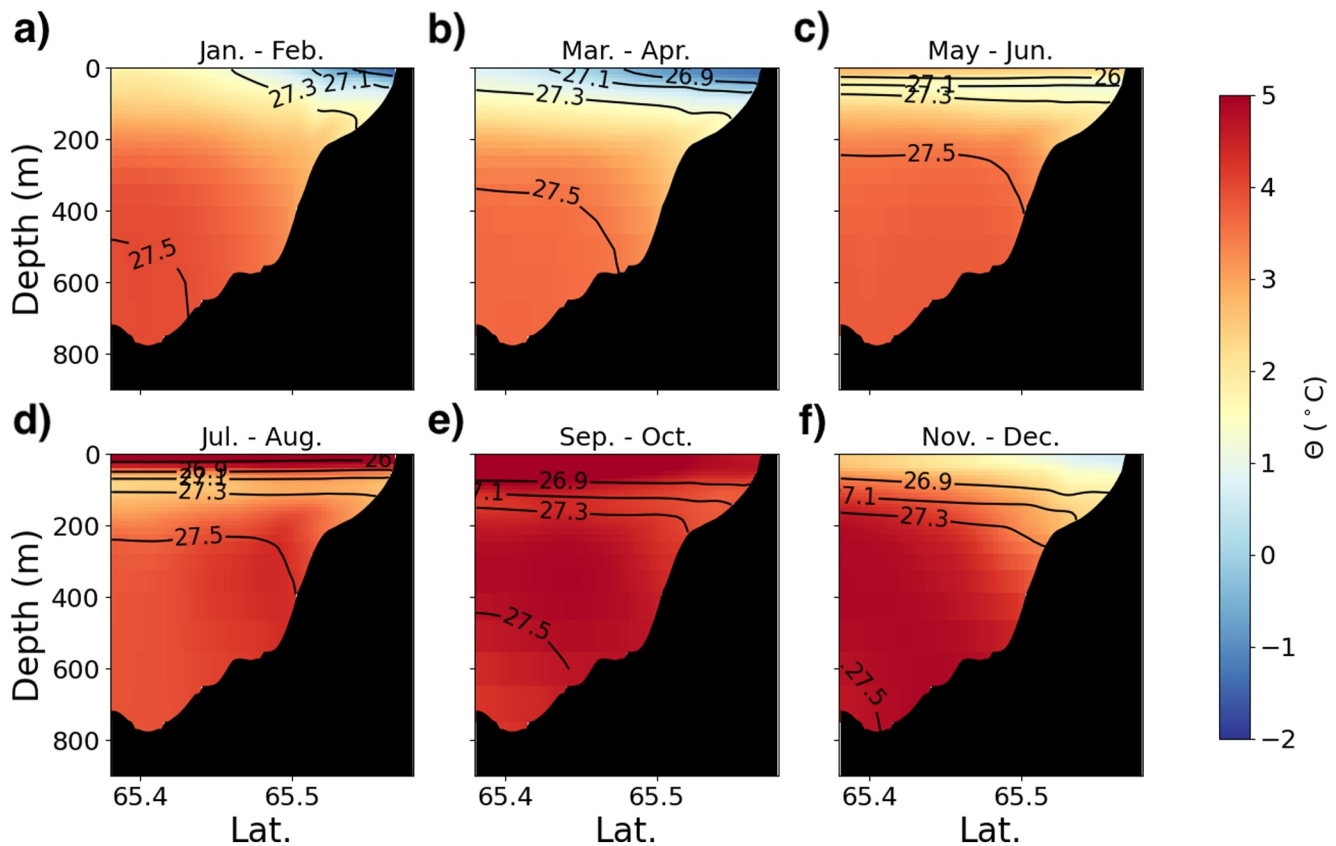 a)
Jan. - Feb.
b)
Mar. - Apr.
c)
May - Jun.
0
200
400
600
800
Depth (m)
27.3
27.1
27.5
27.1
26.9
27.3
27.5
26
27.1
27.3
27.5
5
4
3
2
1
0
−1
−2
Θ (°C)
d)
Jul. - Aug.
e)
Sep. - Oct.
f)
Nov. - Dec.
0
200
400
600
800
Depth (m)
26
26.9
27.1
27.3
27.5
26.9
7.1
27.3
27.5
26.9
7.1
27.3
27.5
65.4
65.5
65.4
65.5
65.4
65.5
Lat.
Lat.
Lat.